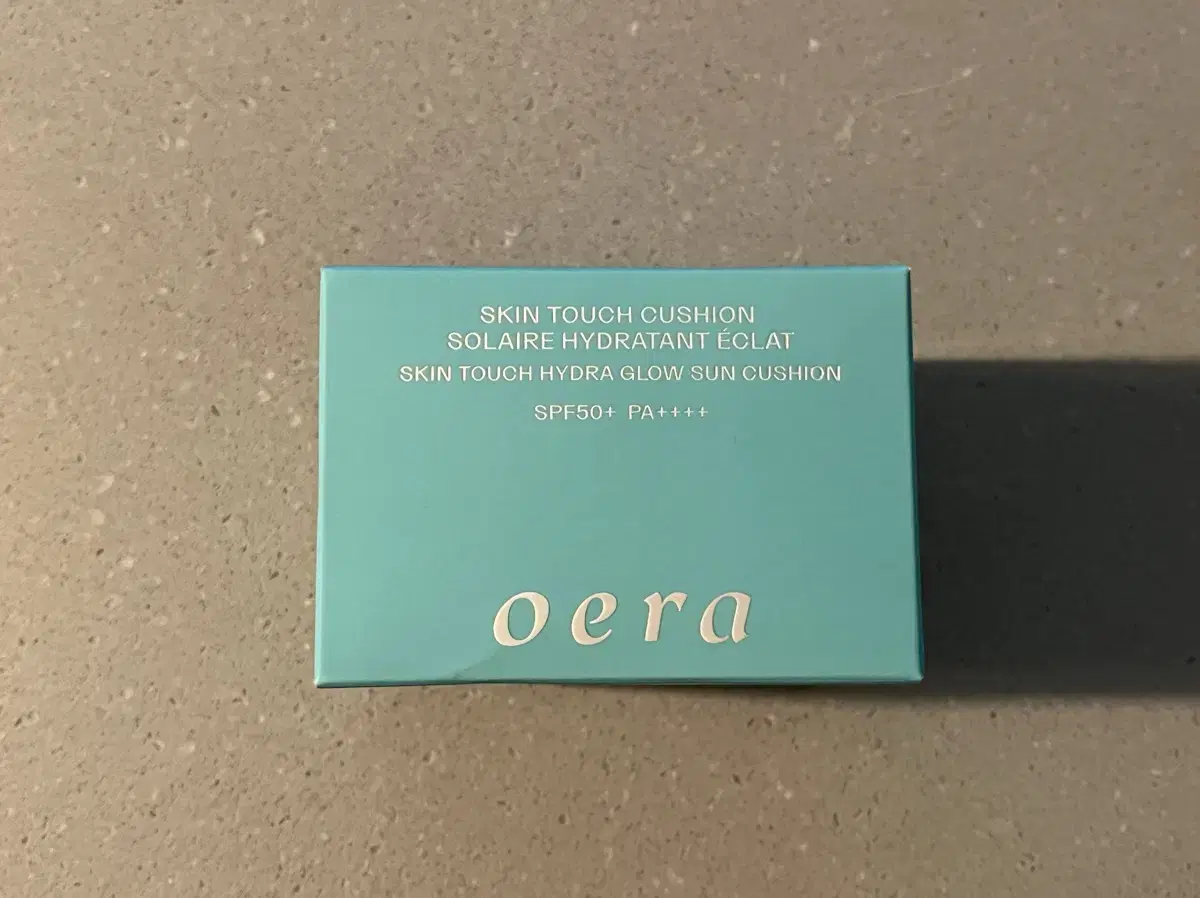 SKIN TOUCH CUSHION
SOLAIRE HYDRATANT ÉCLAT
SKIN TOUCH HYDRA GLOW SUN CUSHION
SPF50+ PA++++
oera